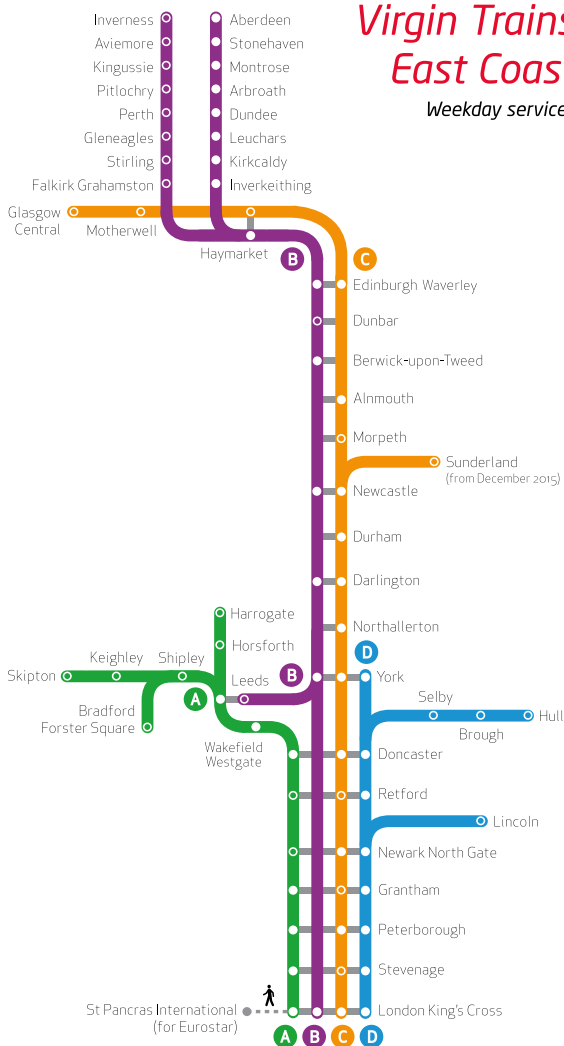 Virgin Trains
East Coas
Weekday service
Inverness
Aviemore
Kingussie
Pitlochry
Perth
Gleneagles
Stirling
Falkirk Grahamston
Aberdeen
Stonehaven
Montrose
Arbroath
Dundee
Leuchars
Kirkcaldy
Inverkeithing
Glasgow
Central
Motherwell
Haymarket
B
C
Edinburgh Waverley
Dunbar
Berwick-upon-Tweed
Alnmouth
Morpeth
Sunderland
(from December 2015)
Newcastle
Durham
Darlington
Northallerton
D
York
Harrogate
Horsforth
Leeds
B
A
Skipton
Keighley
Shipley
Bradford
Forster Square
Wakefield
Westgate
Selby
Brough
Hull
Doncaster
Retford
Lincoln
Newark North Gate
Grantham
Peterborough
Stevenage
St Pancras International
(for Eurostar)
London King's Cross
A B C D